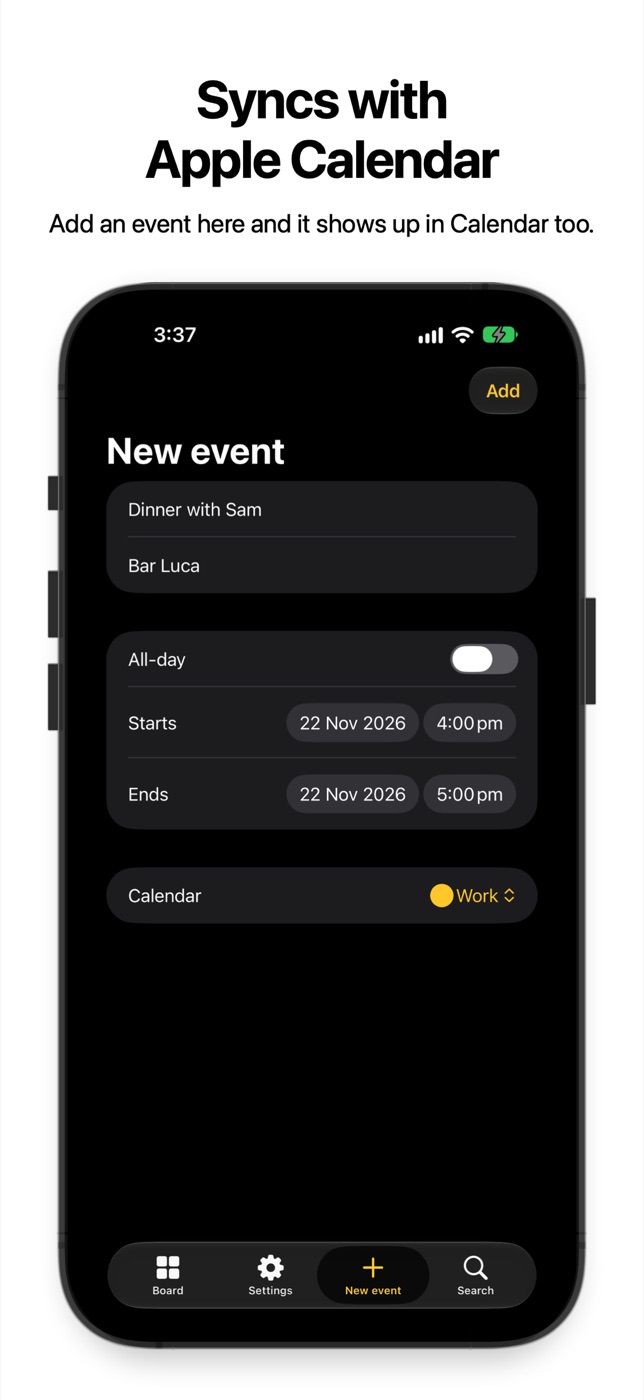 Syncs with
Apple Calendar
Add an event here and it shows up in Calendar too.
3:37
Add
New event
Dinner with Sam
Bar Luca
All-day
Starts 22 Nov 2026 4:00 pm
Ends 22 Nov 2026 5:00 pm
Calendar Work
Board Settings New event Search